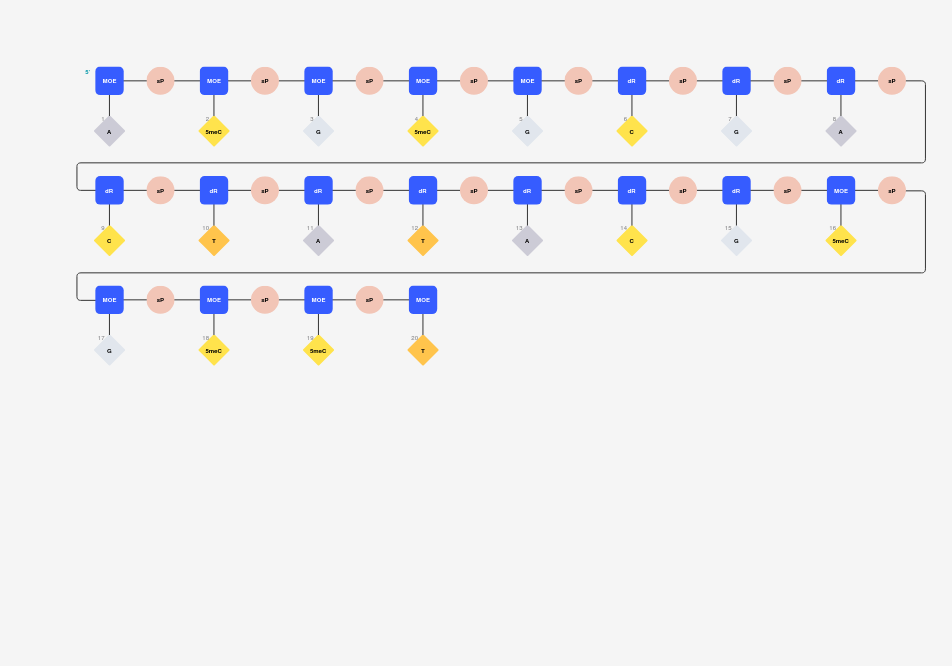 5'
MOE sP MOE sP MOE sP MOE sP MOE sP dR sP dR sP dR sP
1 2 3 4 5 6 7 8
A 5meC G 5meC G C G A
dR sP dR sP dR sP dR sP dR sP dR sP dR sP MOE sP
9 10 11 12 13 14 15 16
C T A T A C G 5meC
MOE sP MOE sP MOE sP MOE
17 18 19 20
G 5meC 5meC T